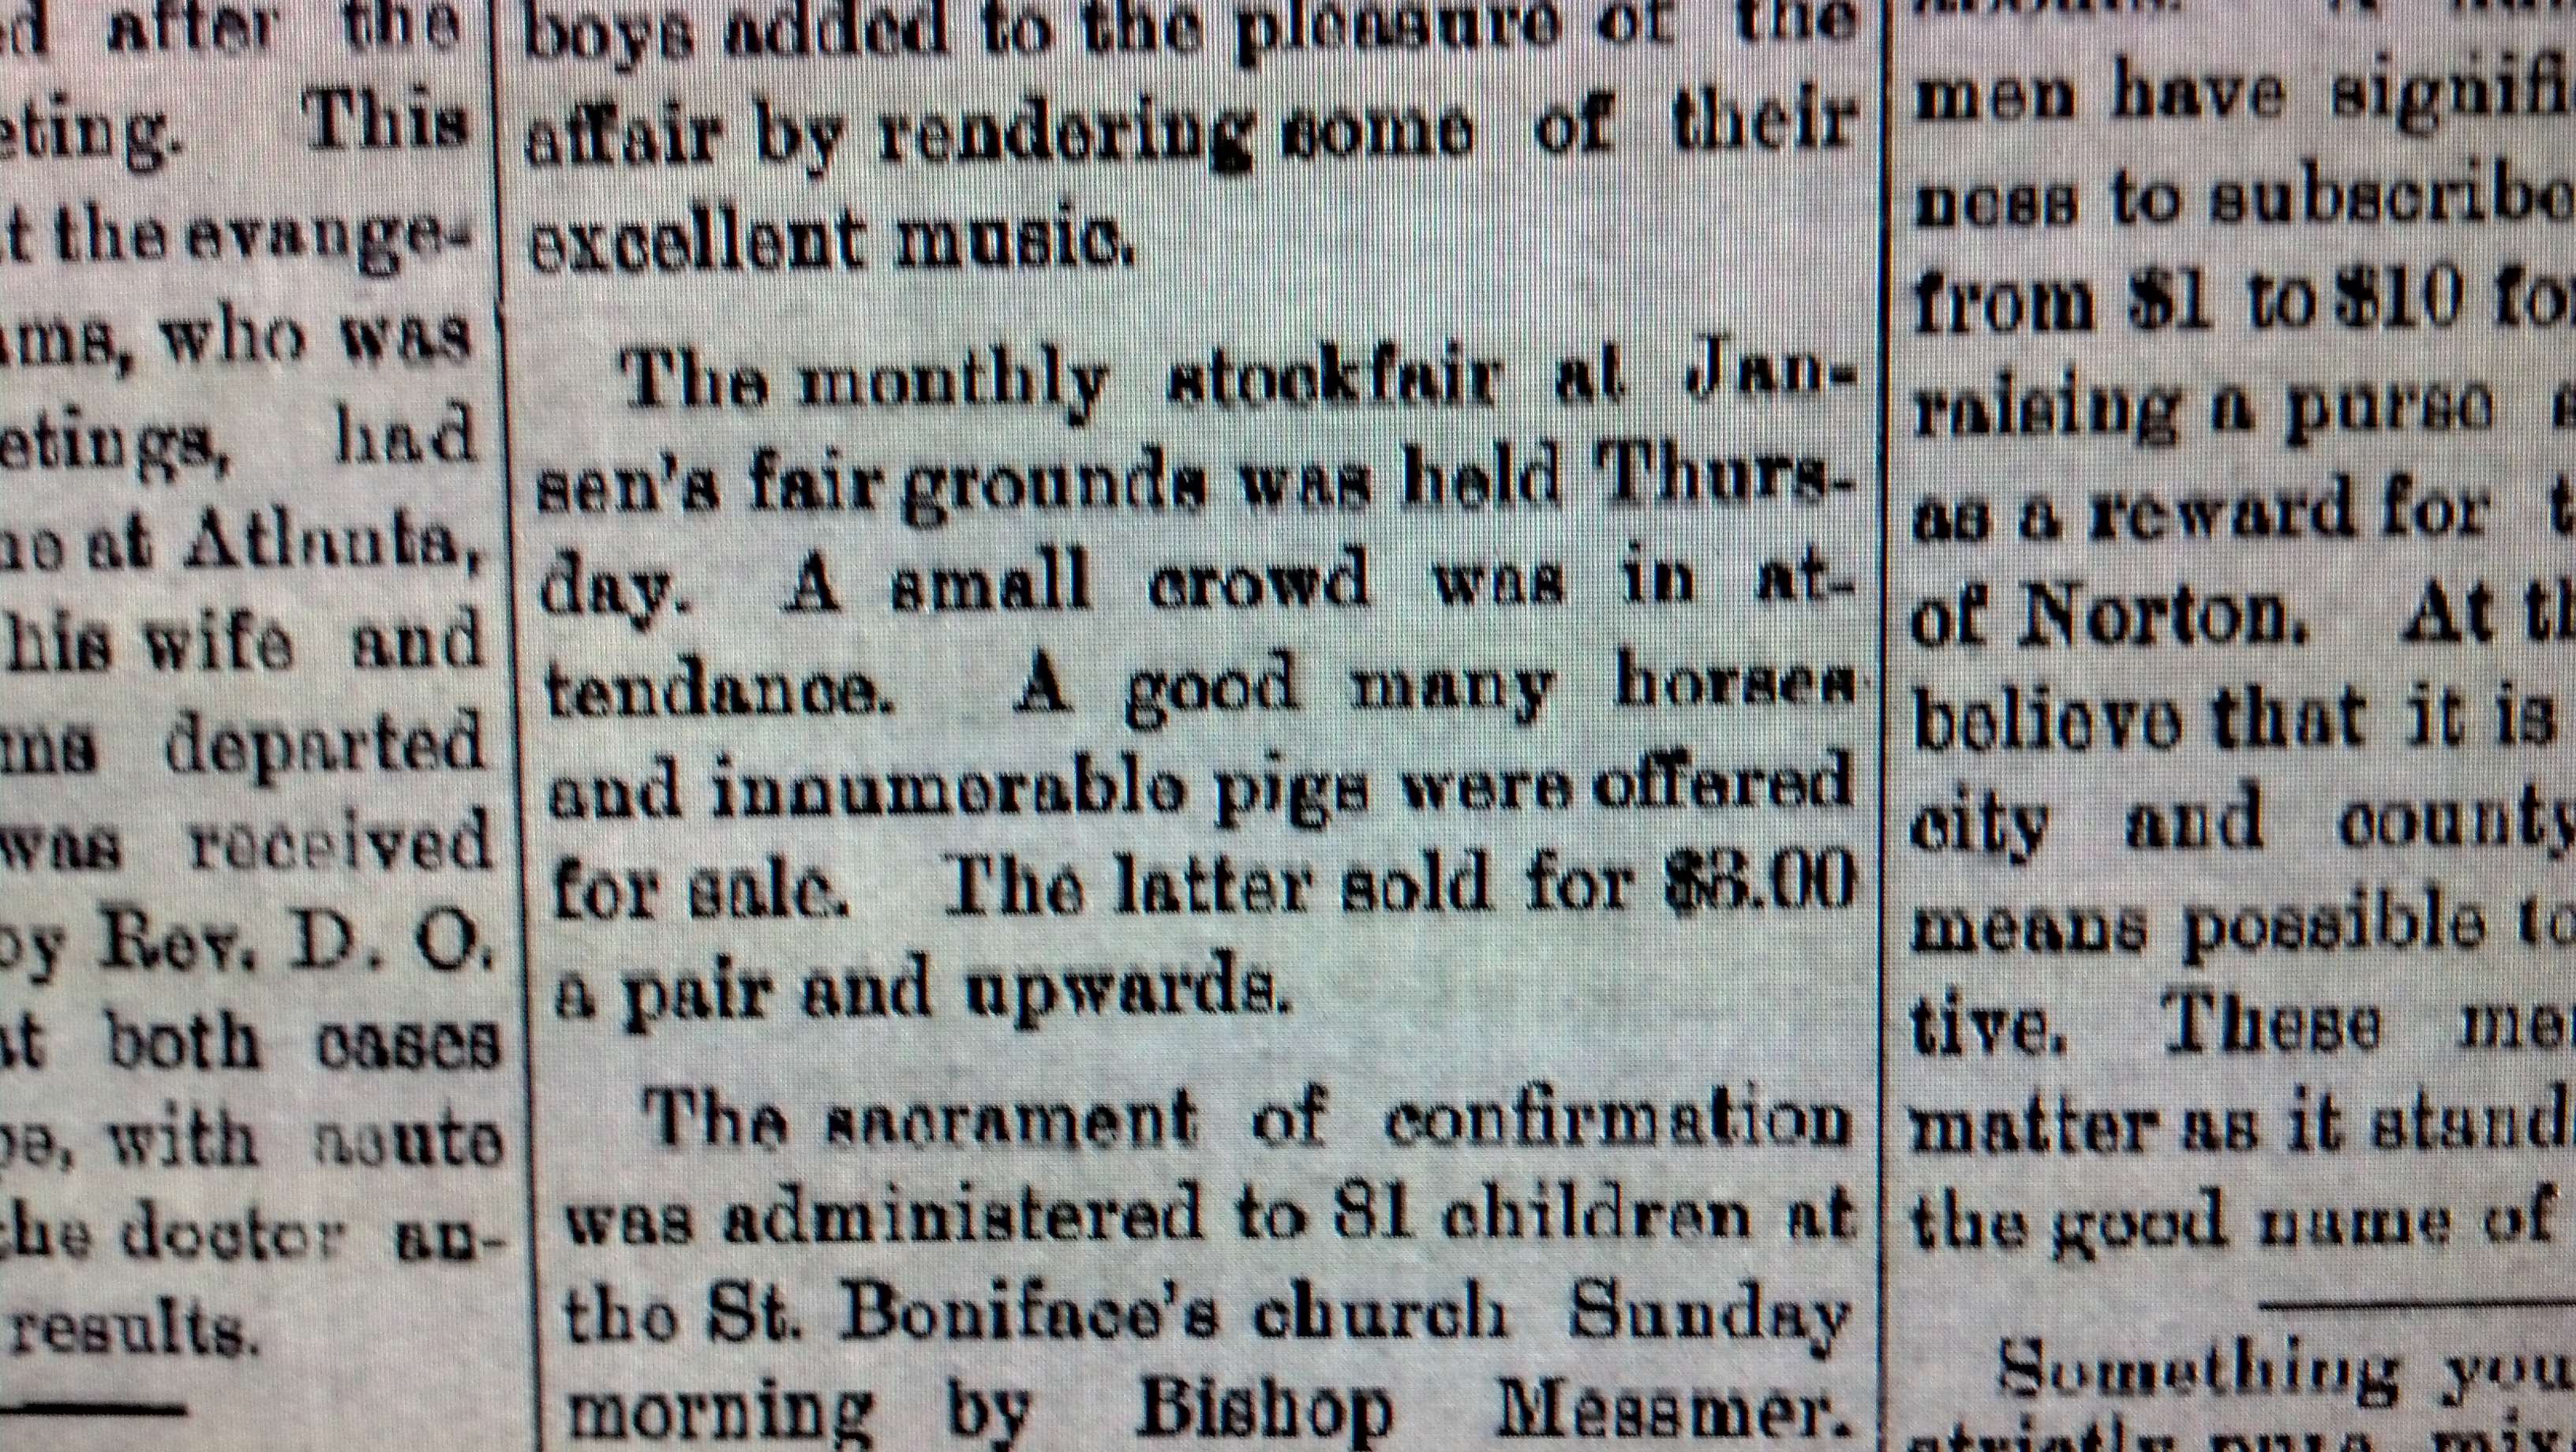 after the
This
the evange-
who was
had
at Atlanta,
his wife and
departed
was received
Rev. D. O.
both cases
with acute
the doctor an-
results.
boys added to the pleasure of the
affair by rendering some of their
excellent music.
The monthly stockfair at Jan-
sen's fair grounds was held Thurs-
day. A small crowd was in at-
tendance. A good many horses
and innumerable pigs were offered
for sale. The latter sold for $3.00
a pair and upwards.
The sacrament of confirmation
was administered to 81 children at
the St. Boniface's church Sunday
morning by Bishop Messmer.
men have signifi
ness to subscribe
from $1 to $10 fo
raising a purse
as a reward for t
of Norton. At th
believe that it is
city and county
means possible to
tive. These me
matter as it stand
the good name of
Something you